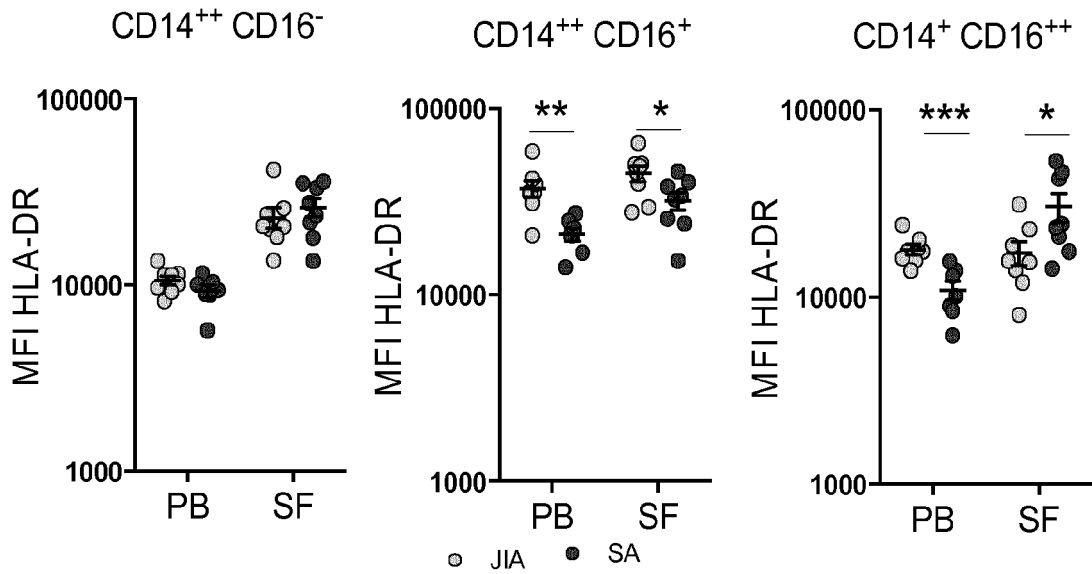 CD14++ CD16-
CD14++ CD16+
CD14+ CD16++
MFI HLA-DR
100000
10000
1000
PB
SF
MFI HLA-DR
100000
10000
1000
**
*
PB
SF
MFI HLA-DR
100000
10000
1000
***
*
PB
SF
JIA
SA